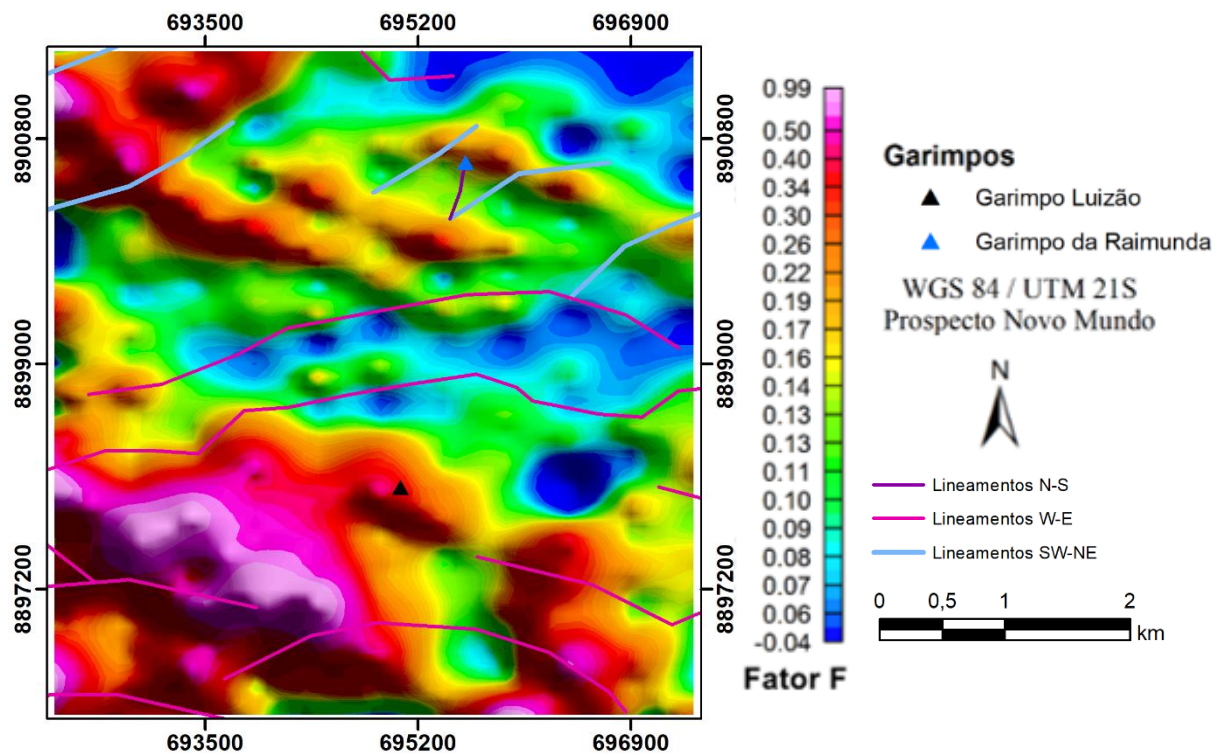 693500 695200 696900
8900800
8899000
8897200
8900800
8899000
8897200
693500 695200 696900
0.99
0.50
0.40
0.34
0.30
0.26
0.22
0.19
0.17
0.16
0.14
0.13
0.11
0.10
0.09
0.08
0.07
0.06
-0.04
Fator F
Garimpos
Garimpo Luizão
Garimpo da Raimunda
WGS 84 / UTM 21S
Prospecto Novo Mundo
N
Lineamentos N-S
Lineamentos W-E
Lineamentos SW-NE
0 0,5 1 2
km